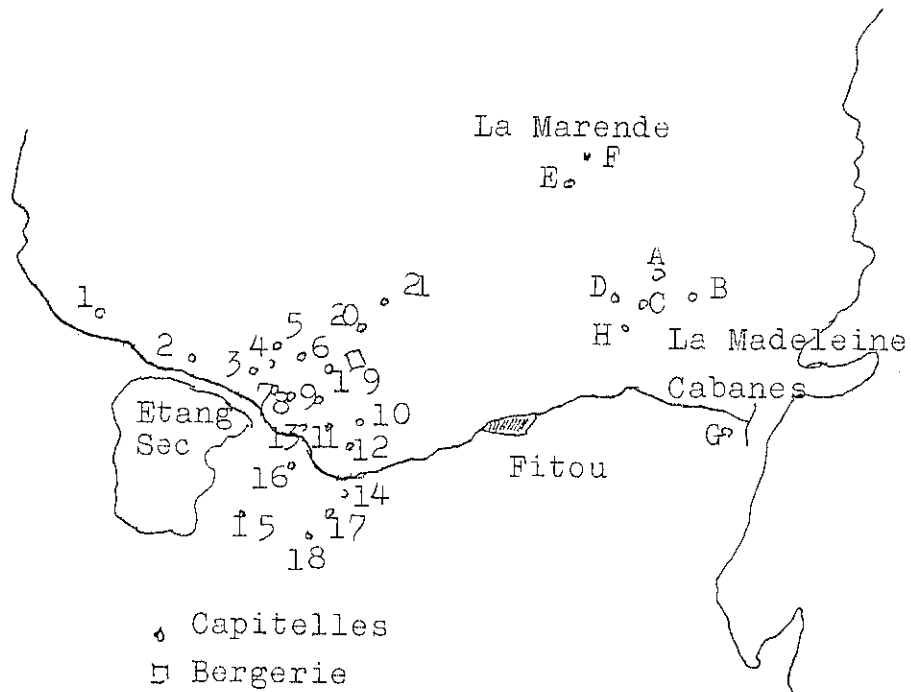 La Marende
F
E
A
D
C
B
H
La Madeleine
Cabanes
G
21
20
1
5
4
6
2
3
1
9
7
8
9
10
Etang
Sec
13
11
12
16
Fitou
14
15
17
18
Capitelles
Bergerie